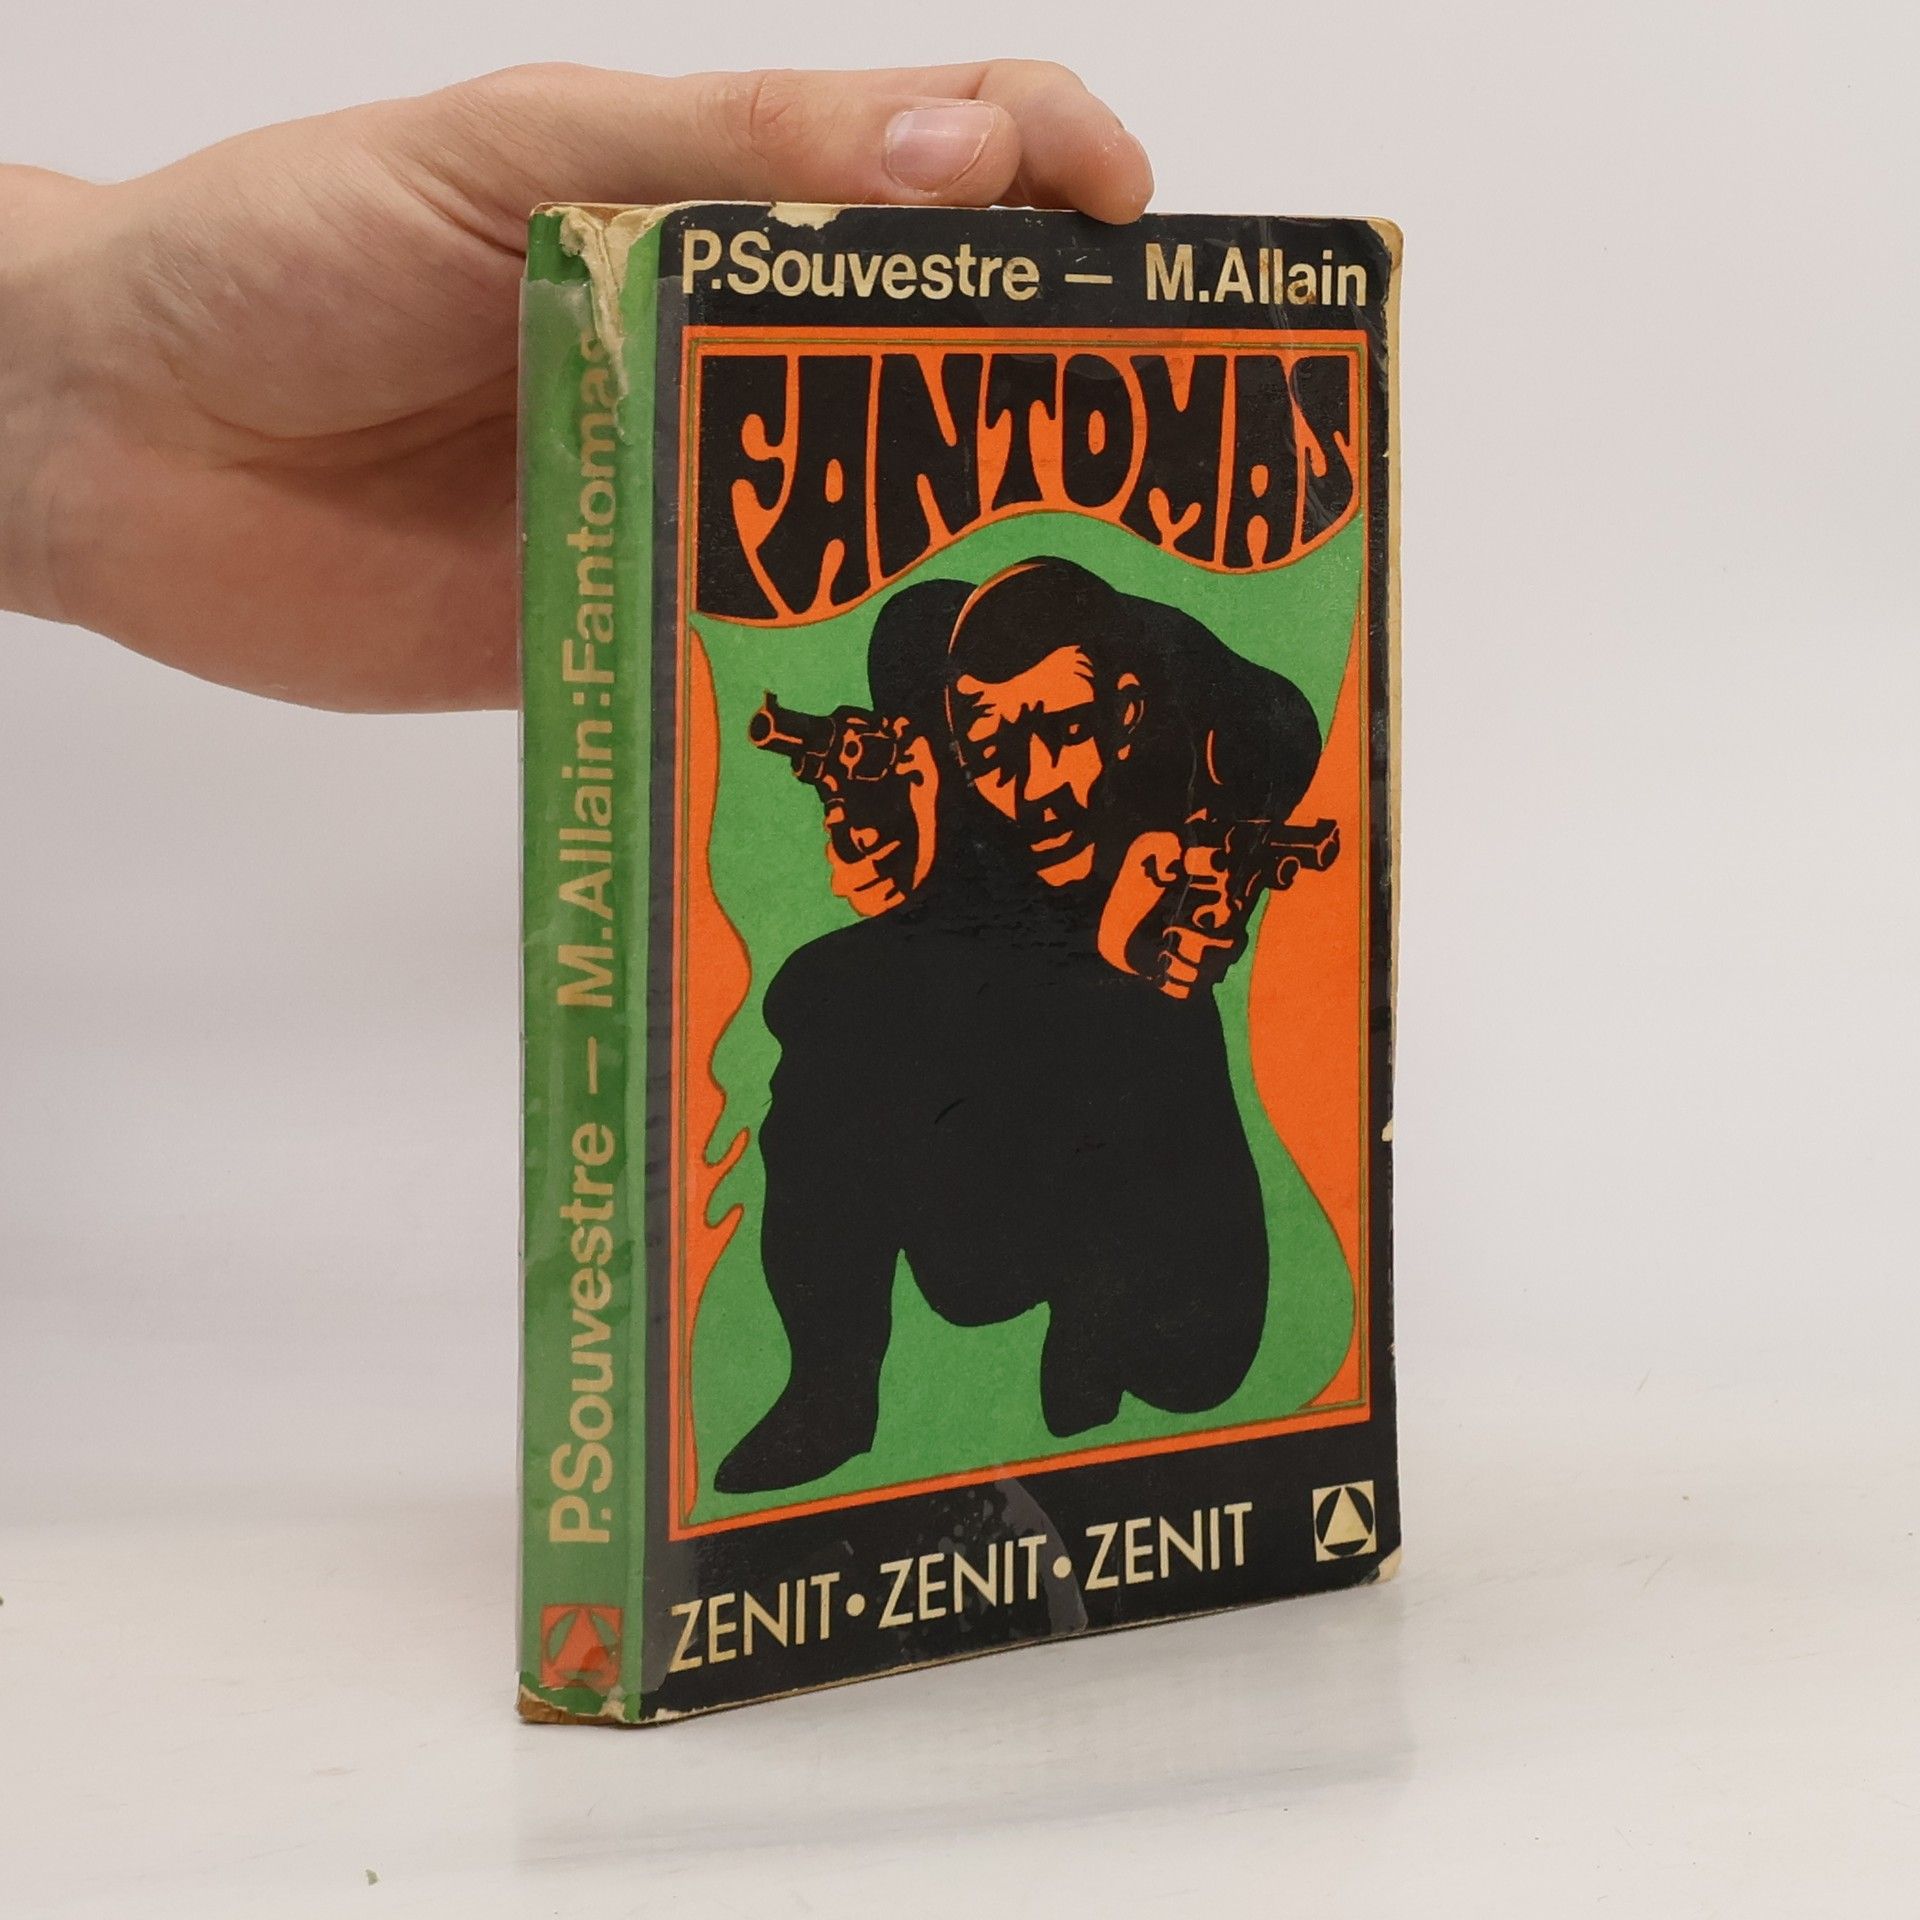 P.Souvestre — M.Allain
FANTOMAS
ZENIT • ZENIT • ZENIT
P.Souvestre — M.Allain:Fantomas